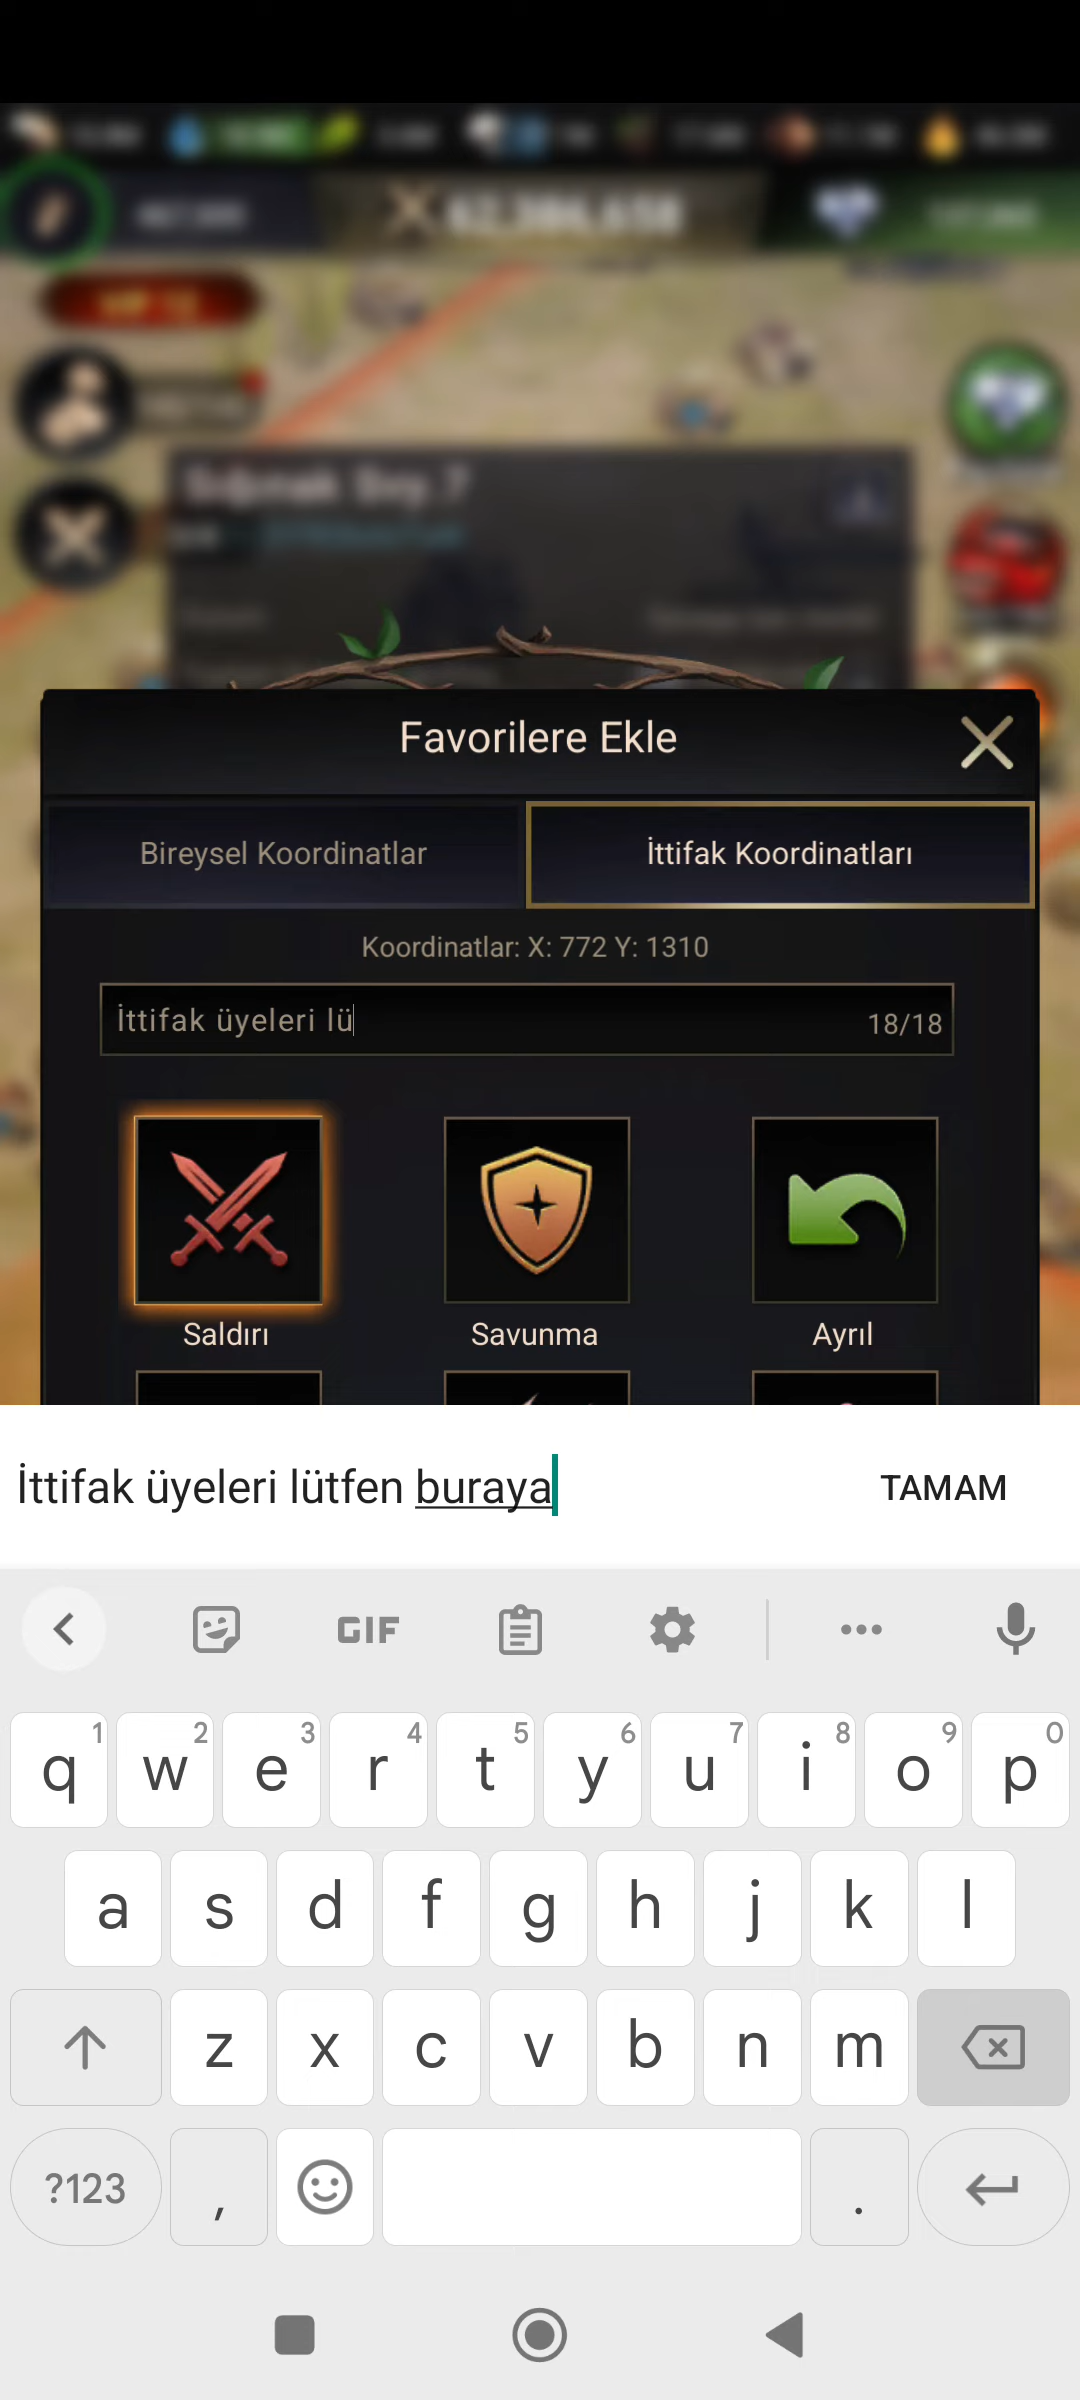 Favorilere Ekle
Bireysel Koordinatlar
İttifak Koordinatları
Koordinatlar: X: 772 Y: 1310
İttifak üyeleri lü
18/18
Saldırı
Savunma
Ayrıl
İttifak üyeleri lütfen buraya
TAMAM
GIF
q 1 w 2 e 3 r 4 t 5 y 6 u 7 i 8 o 9 p 0
a s d f g h j k l
z x c v b n m
?123 , .